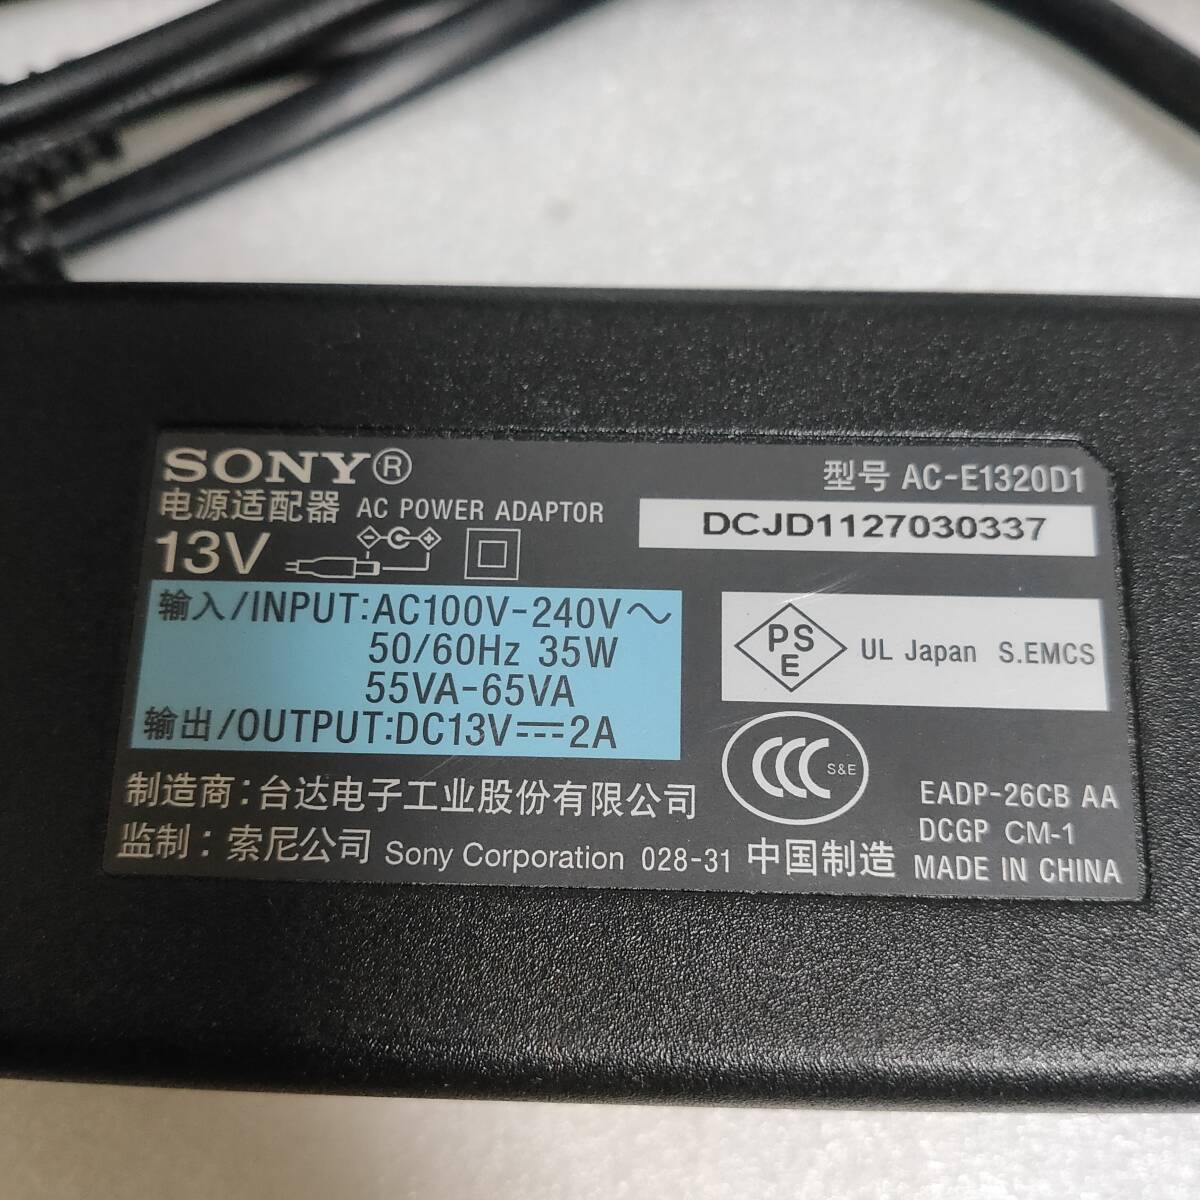 SONY®
型号 AC-E1320D1
电源适配器 AC POWER ADAPTOR
DCJD1127030337
13V
输入/INPUT:AC100V-240V～
50/60Hz 35W
55VA-65VA
输出/OUTPUT:DC13V⎓2A
PS
E
UL Japan S.EMCS
CCC S&E
制造商:台达电子工业股份有限公司
EADP-26CB AA
DCGP CM-1
监制:索尼公司 Sony Corporation 028-31 中国制造 MADE IN CHINA